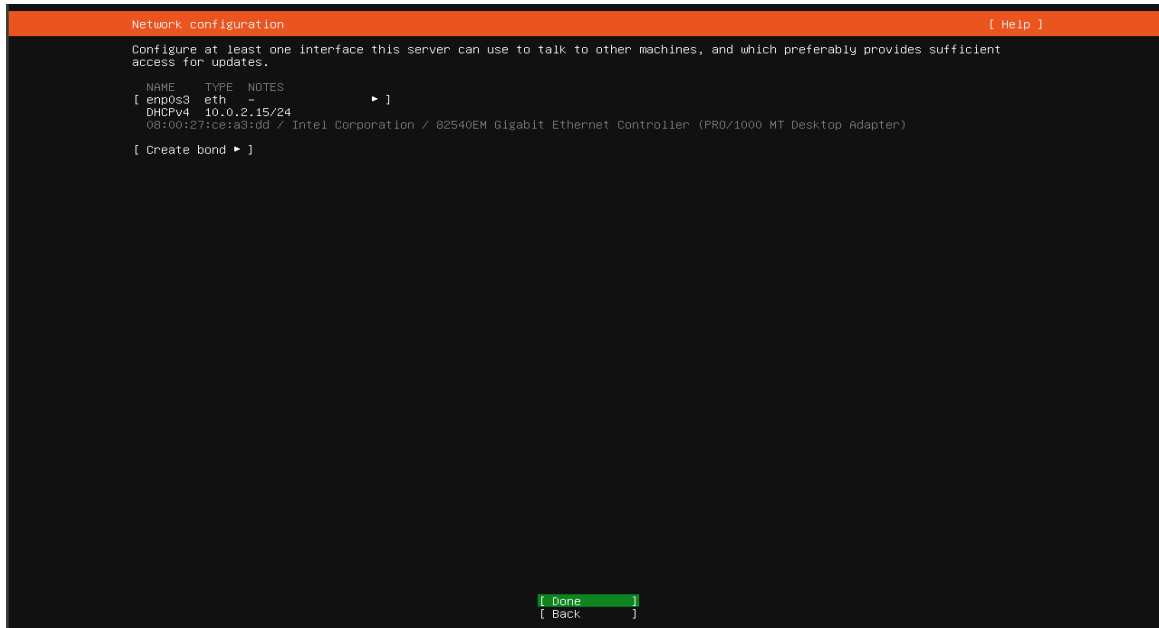 Network configuration [ Help ]
Configure at least one interface this server can use to talk to other machines, and which preferably provides sufficient
access for updates.
NAME TYPE NOTES
[ enp0s3 eth - ▸ ]
DHCPv4 10.0.2.15/24
08:00:27:ce:a3:dd / Intel Corporation / 82540EM Gigabit Ethernet Controller (PRO/1000 MT Desktop Adapter)
[ Create bond ▸ ]
[ Done ]
[ Back ]